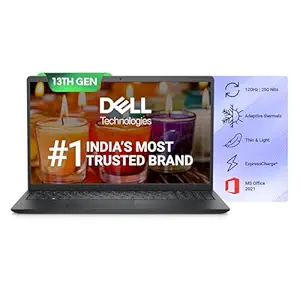 13TH GEN
DELL
Technologies
#1 INDIA'S MOST
TRUSTED BRAND
120Hz | 250 Nits
Adaptive thermals
Thin & Light
ExpressCharge*
MS Office
2021